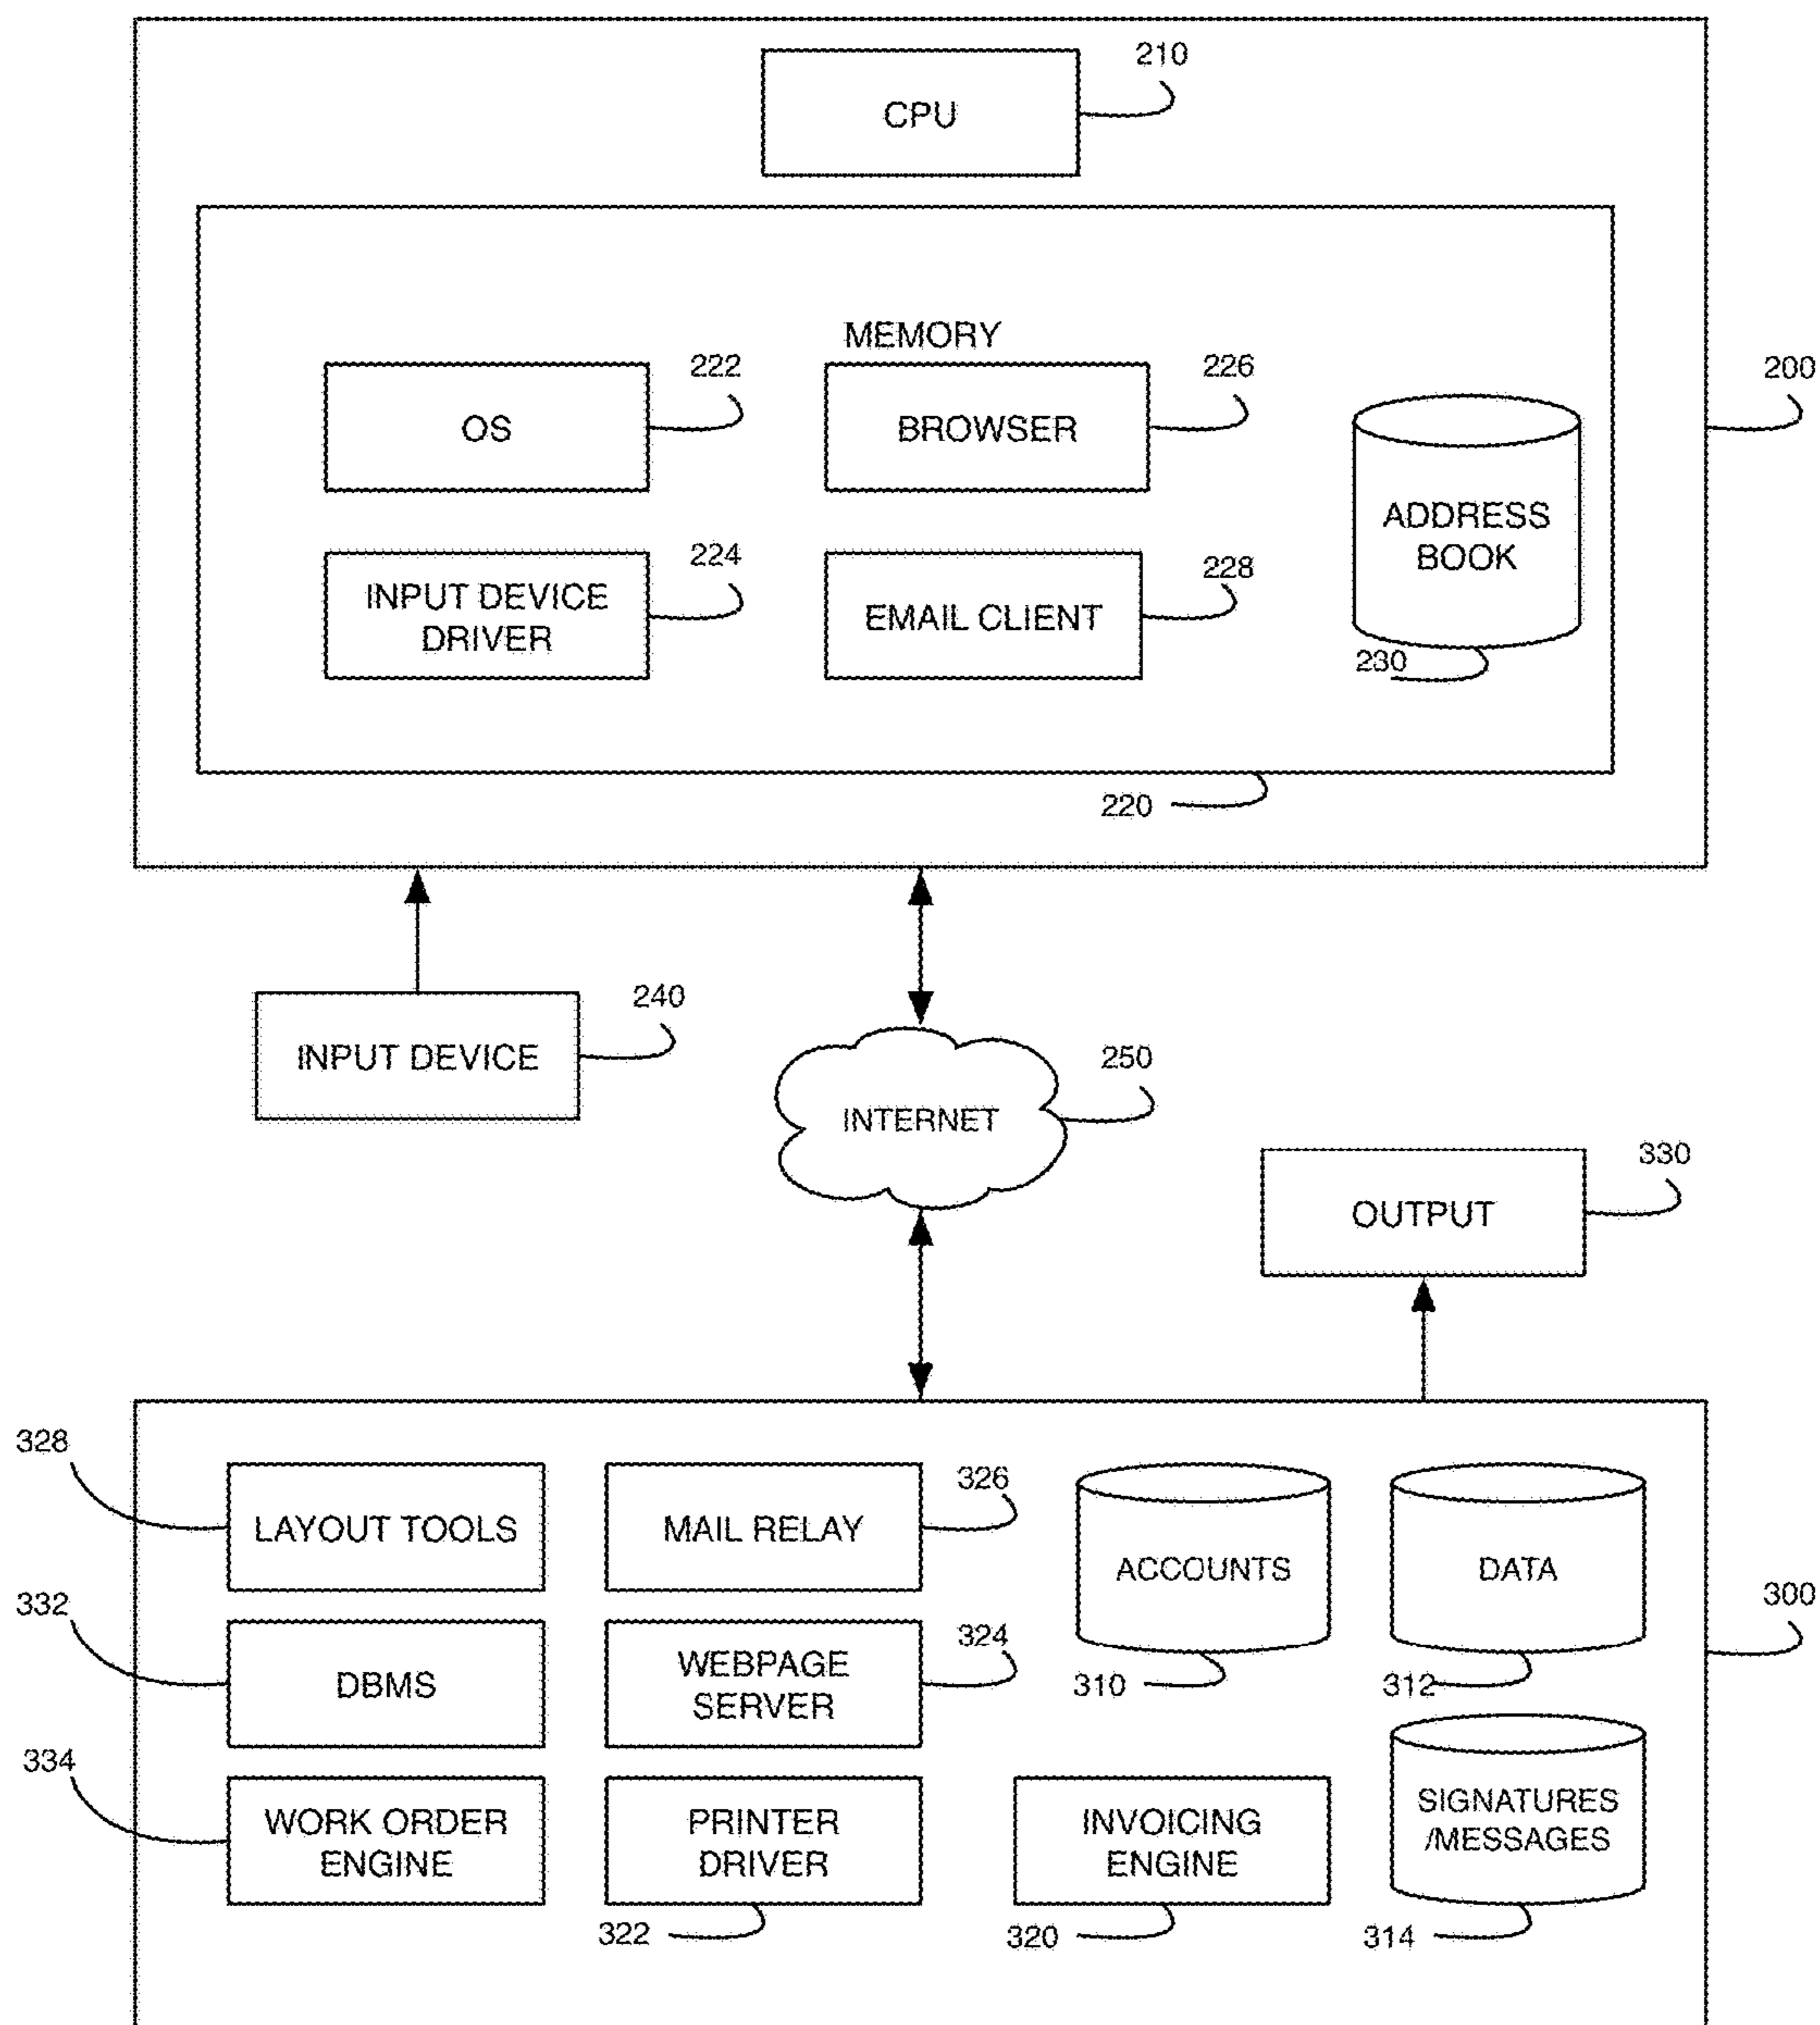 210
CPU
MEMORY
222
226
200
OS
BROWSER
ADDRESS
BOOK
224
228
INPUT DEVICE
DRIVER
EMAIL CLIENT
230
220
240
INPUT DEVICE
250
INTERNET
330
OUTPUT
328
326
LAYOUT TOOLS
MAIL RELAY
ACCOUNTS
DATA
332
300
324
DBMS
WEBPAGE
SERVER
310
312
334
WORK ORDER
ENGINE
PRINTER
DRIVER
INVOICING
ENGINE
SIGNATURES
/MESSAGES
322
320
314